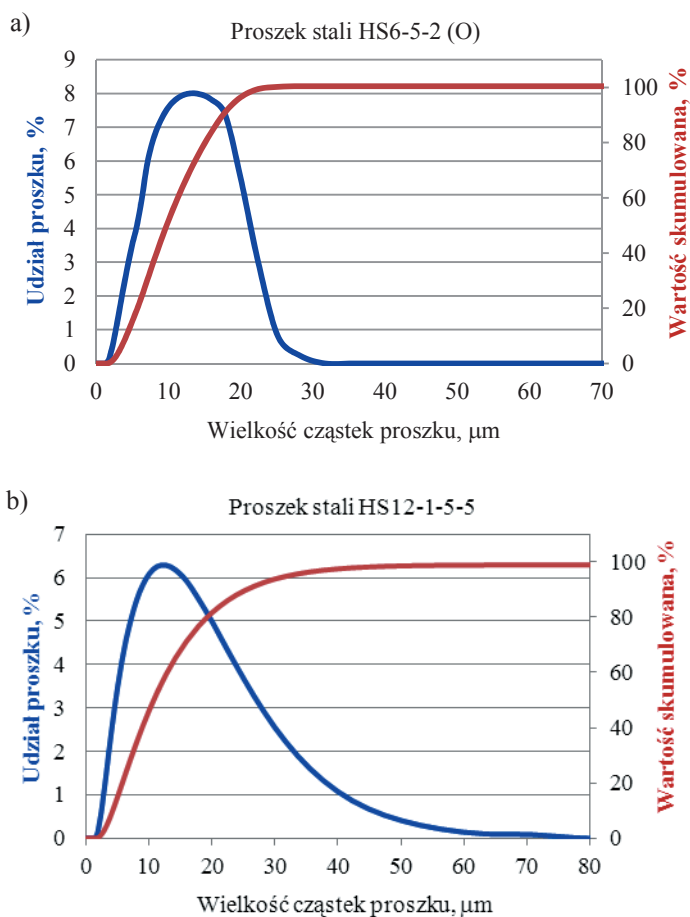 a)
Proszek stali HS6-5-2 (O)
Udział proszku, %
9
8
7
6
5
4
3
2
1
0
100
80
60
40
20
0
Wartość skumulowana, %
0 10 20 30 40 50 60 70
Wielkość cząstek proszku, μm
b)
Proszek stali HS12-1-5-5
Udział proszku, %
7
6
5
4
3
2
1
0
100
80
60
40
20
0
Wartość skumulowana, %
0 10 20 30 40 50 60 70 80
Wielkość cząstek proszku, μm